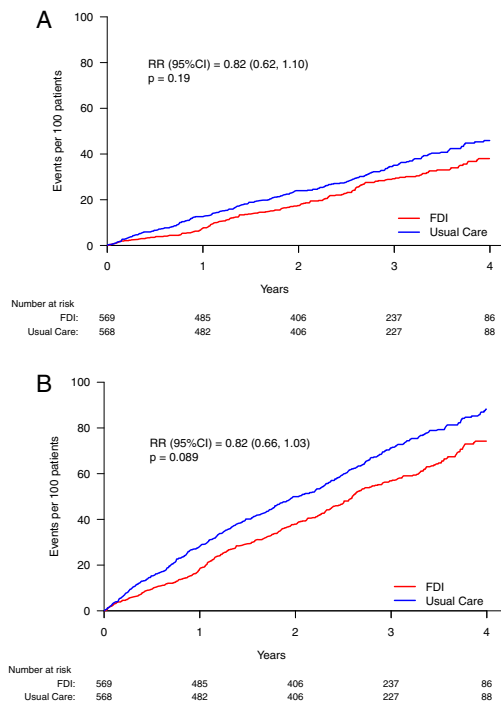 A
100
80
60
40
20
0
Events per 100 patients
RR (95%CI) = 0.82 (0.62, 1.10)
p = 0.19
FDI
Usual Care
0 1 2 3 4
Years
Number at risk
FDI: 569 485 406 237 86
Usual Care: 568 482 406 227 88
B
100
80
60
40
20
0
Events per 100 patients
RR (95%CI) = 0.82 (0.66, 1.03)
p = 0.089
FDI
Usual Care
0 1 2 3 4
Years
Number at risk
FDI: 569 485 406 237 86
Usual Care: 568 482 406 227 88